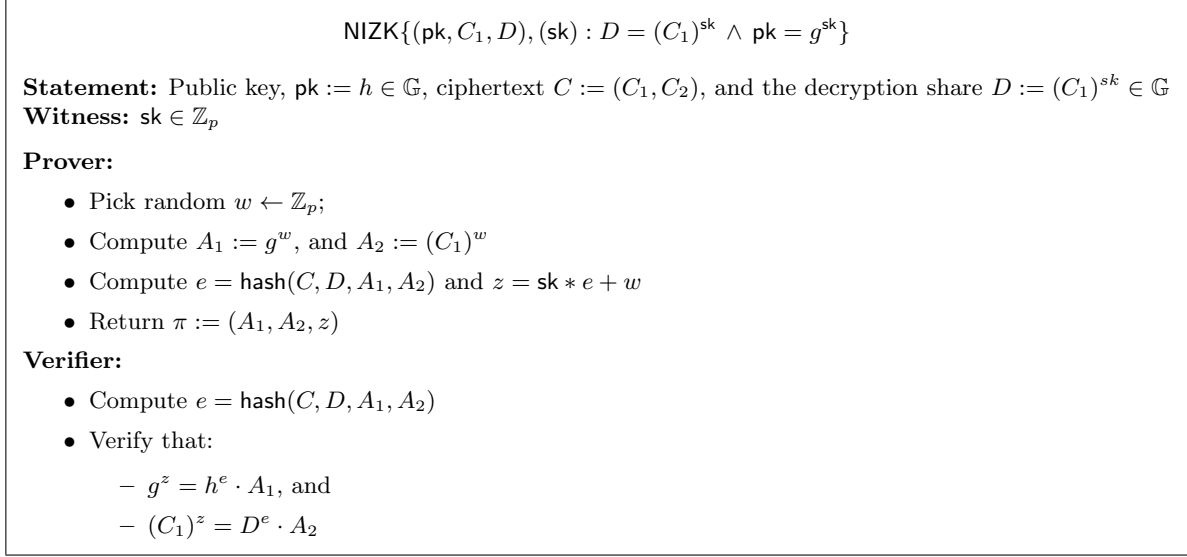 NIZK{(pk, C₁, D), (sk) : D = (C₁)^sk ∧ pk = g^sk}
Statement: Public key, pk := h ∈ 𝔾, ciphertext C := (C₁, C₂), and the decryption share D := (C₁)^sk ∈ 𝔾
Witness: sk ∈ ℤₚ
Prover:
• Pick random w ← ℤₚ;
• Compute A₁ := g^w, and A₂ := (C₁)^w
• Compute e = hash(C, D, A₁, A₂) and z = sk ∗ e + w
• Return π := (A₁, A₂, z)
Verifier:
• Compute e = hash(C, D, A₁, A₂)
• Verify that:
– g^z = h^e · A₁, and
– (C₁)^z = D^e · A₂